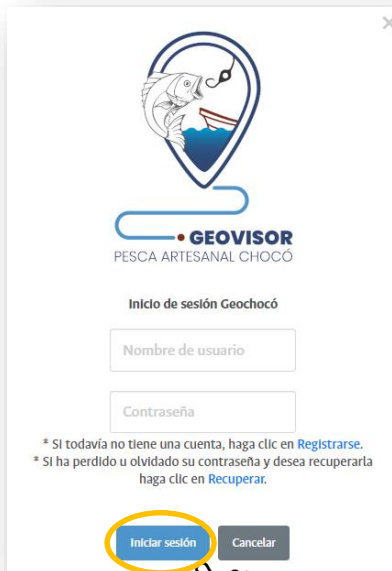 ×
GEOVISOR
PESCA ARTESANAL CHOCÓ
Inicio de sesión Geochocó
Nombre de usuario
Contraseña
* Si todavía no tiene una cuenta, haga clic en Registrarse.
* Si ha perdido u olvidado su contraseña y desea recuperarla
haga clic en Recuperar.
Iniciar sesión Cancelar